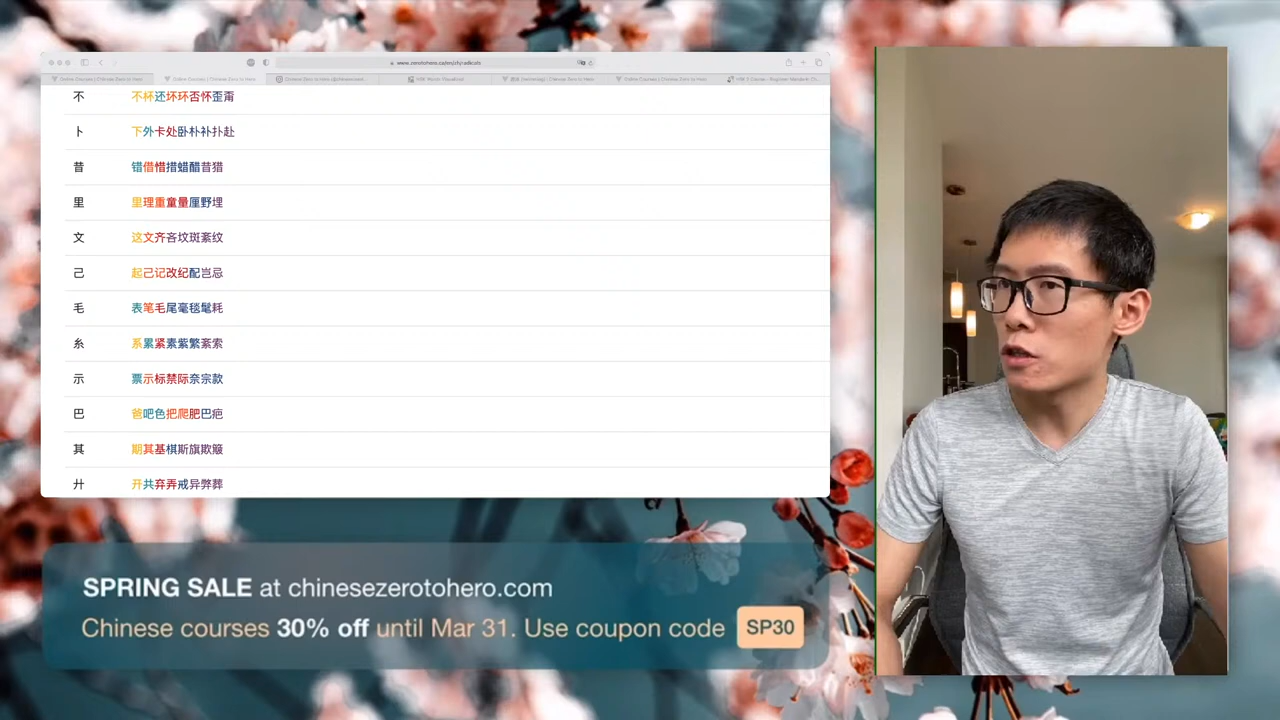 www.zerotohero.ca/en/zh/radicals
不 不杯还坏环否怀歪甭
卜 下外卡处卧朴补扑赴
昔 错借惜措蜡醋昔猎
里 里理重童量厘野埋
文 这文齐吝坟斑紊纹
己 起己记改纪配岂忌
毛 表笔毛尾毫毯髦耗
糸 系累紧素紫繁紊索
示 票示标禁际奈宗款
巴 爸吧色把爬肥巴疤
其 期其基棋斯旗欺簸
廾 开共弃弄戒异弊葬
SPRING SALE at chinesezerotohero.com
Chinese courses 30% off until Mar 31. Use coupon code SP30